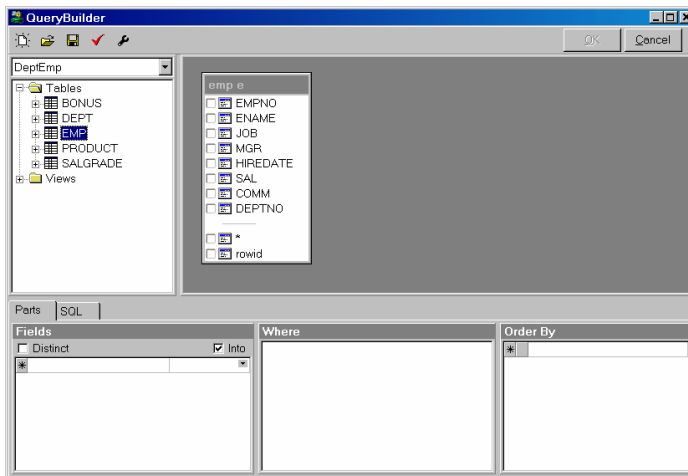 QueryBuilder
OK
Cancel
DeptEmp
Tables
BONUS
DEPT
EMP
PRODUCT
SALGRADE
Views
emp e
EMPNO
ENAME
JOB
MGR
HIREDATE
SAL
COMM
DEPTNO
*
rowid
Parts
SQL
Fields
Distinct
Into
Where
Order By